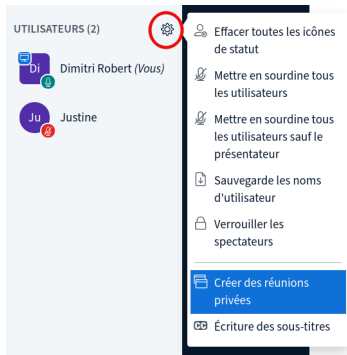 UTILISATEURS (2)
Di
Dimitri Robert (Vous)
Ju
Justine
Effacer toutes les icônes
de statut
Mettre en sourdine tous
les utilisateurs
Mettre en sourdine tous
les utilisateurs sauf le
présentateur
Sauvegarde les noms
d'utilisateur
Verrouiller les
spectateurs
Créer des réunions
privées
Écriture des sous-titres